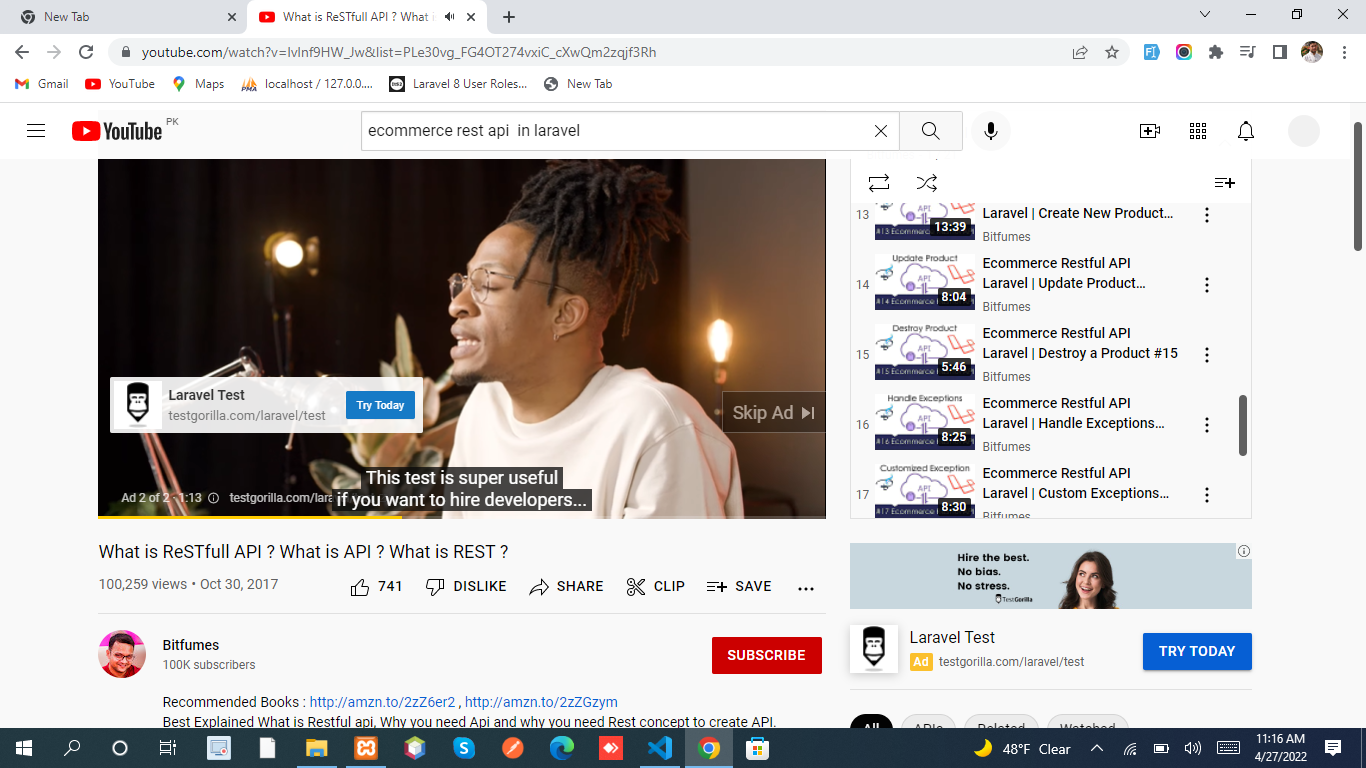 New Tab
What is ReSTfull API ? What i
youtube.com/watch?v=IvInf9HW_Jw&list=PLe30vg_FG4OT274vxiC_cXwQm2zqjf3Rh
Gmail
YouTube
Maps
localhost / 127.0.0....
Laravel 8 User Roles...
New Tab
YouTube PK
ecommerce rest api  in laravel
Laravel Test
testgorilla.com/laravel/test
Try Today
Skip Ad
This test is super useful
if you want to hire developers...
Ad 2 of 2 · 1:13
testgorilla.com/lara
13
API
13:39
Laravel | Create New Product...
Bitfumes
14
Update Product
API
8:04
Ecommerce Restful API
Laravel | Update Product...
Bitfumes
15
Destroy Product
API
5:46
Ecommerce Restful API
Laravel | Destroy a Product #15
Bitfumes
16
Handle Exceptions
API
8:25
Ecommerce Restful API
Laravel | Handle Exceptions...
Bitfumes
17
Customized Exception
API
8:30
Ecommerce Restful API
Laravel | Custom Exceptions...
Bitfumes
What is ReSTfull API ? What is API ? What is REST ?
100,259 views • Oct 30, 2017
741
DISLIKE
SHARE
CLIP
SAVE
Bitfumes
100K subscribers
SUBSCRIBE
Recommended Books : http://amzn.to/2zZ6er2 , http://amzn.to/2zZGzym
Best Explained What is Restful api, Why you need Api and why you need Rest concept to create API.
Hire the best.
No bias.
No stress.
TestGorilla
Laravel Test
Ad testgorilla.com/laravel/test
TRY TODAY
All
APIs
Related
Watched
48°F Clear
11:16 AM
4/27/2022